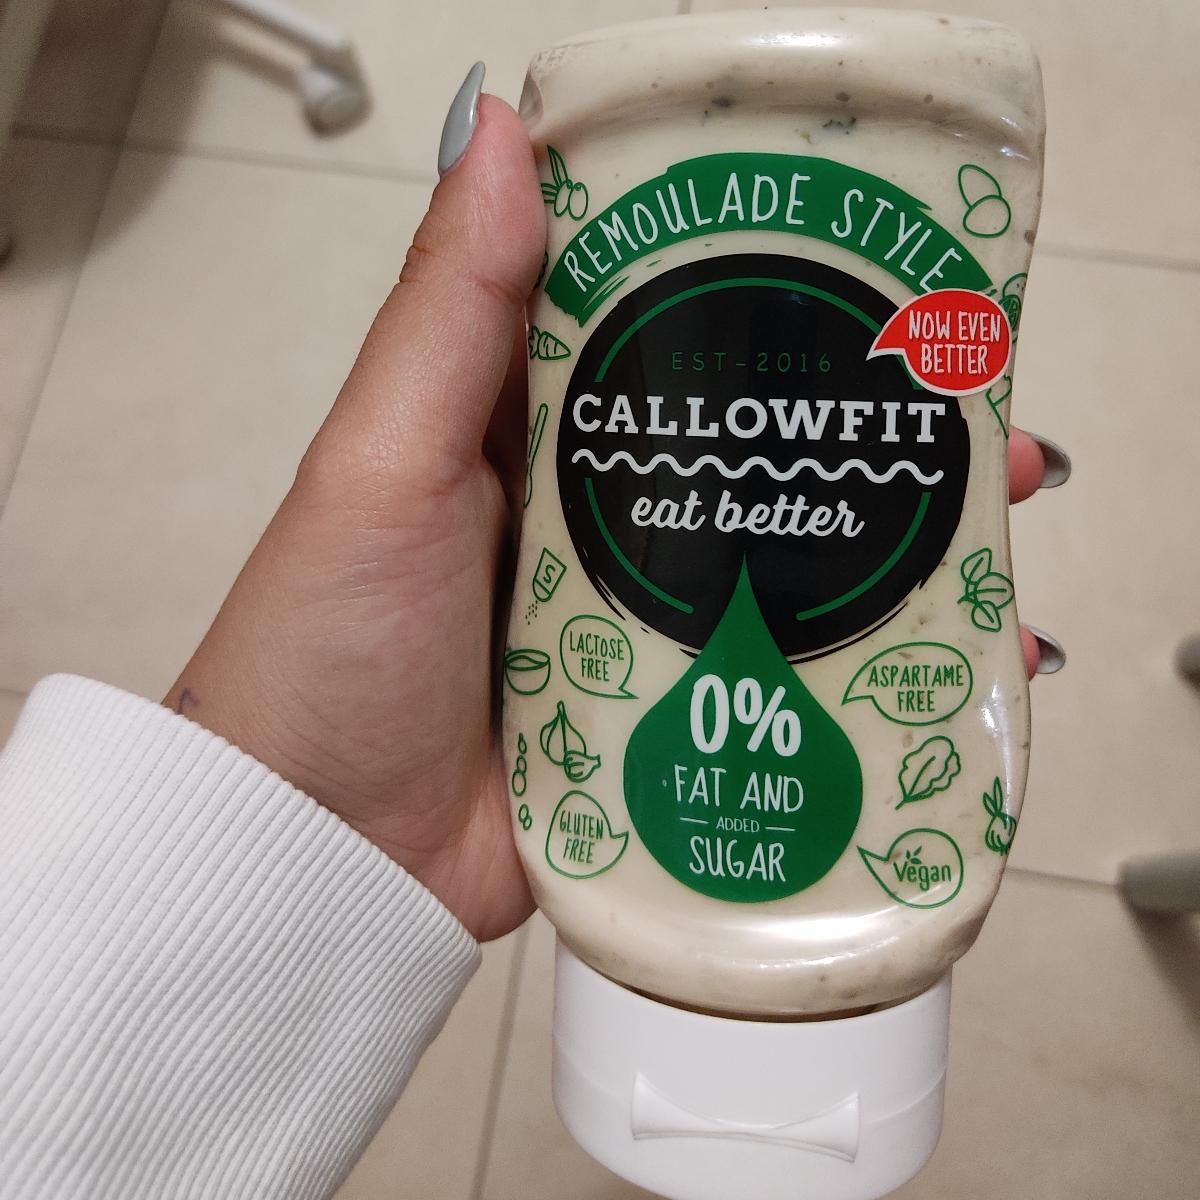 REMOULADE STYLE
NOW EVEN
BETTER
EST-2016
CALLOWFIT
eat better
S
LACTOSE
FREE
ASPARTAME
FREE
0%
FAT AND
ADDED
SUGAR
GLUTEN
FREE
Vegan